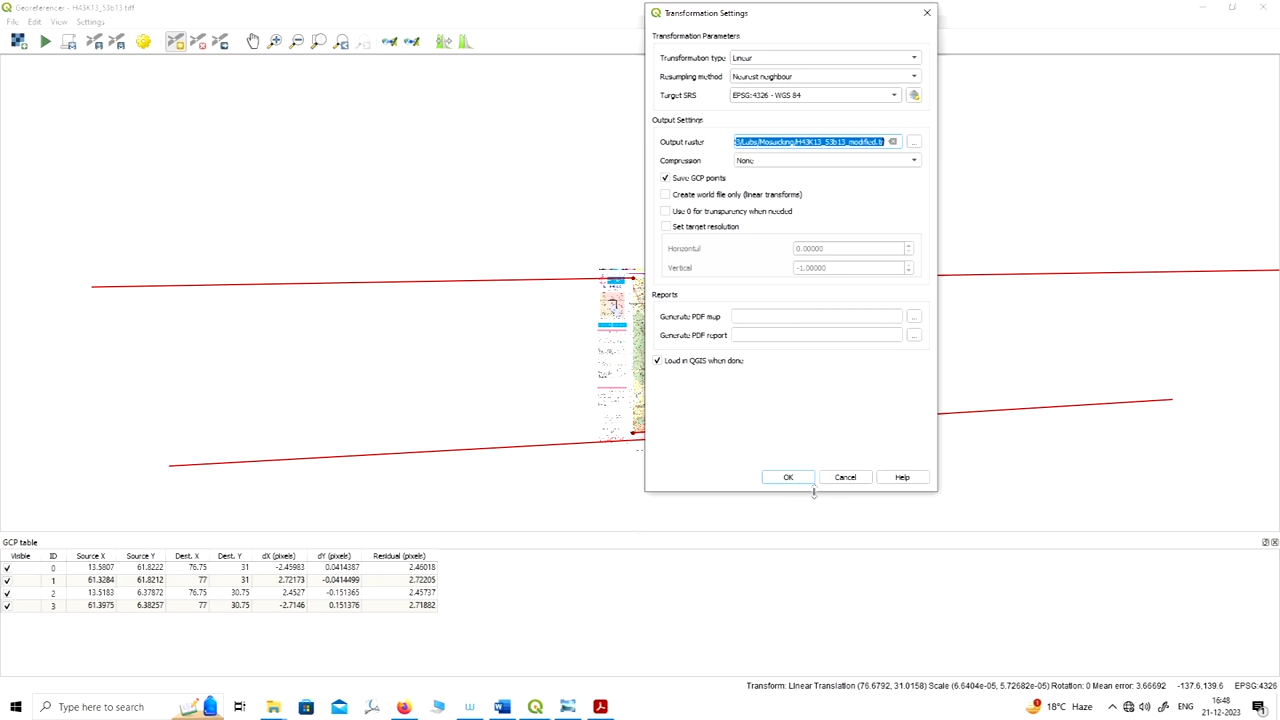 Georeferencer - H43K13_53b13.tiff
File Edit View Settings
Transformation Settings
Transformation Parameters
Transformation type Linear
Resampling method Nearest neighbour
Target SRS EPSG:4326 - WGS 84
Output Settings
Output raster 3/Labs/Mosaicking/H43K13_53b13_modified.ti
Compression None
Save GCP points
Create world file only (linear transforms)
Use 0 for transparency when needed
Set target resolution
Horizontal 0.00000
Vertical -1.00000
Reports
Generate PDF map ...
Generate PDF report ...
Load in QGIS when done
OK Cancel Help
GCP table
Visible ID Source X Source Y Dest. X Dest. Y dX (pixels) dY (pixels) Residual (pixels)
0 13.5807 61.8222 76.75 31 -2.45983 0.0414387 2.46018
1 61.3284 61.8212 77 31 2.72173 -0.0414499 2.72205
2 13.5183 6.37872 76.75 30.75 2.4527 -0.151365 2.45737
3 61.3975 6.38257 77 30.75 -2.7146 0.151376 2.71882
Transform: Linear Translation (76.6792, 31.0158) Scale (6.6404e-05, 5.72682e-05) Rotation: 0 Mean error: 3.66692 -137.6,139.6 EPSG:4326
Type here to search
18°C Haze ENG 16:48
21-12-2023